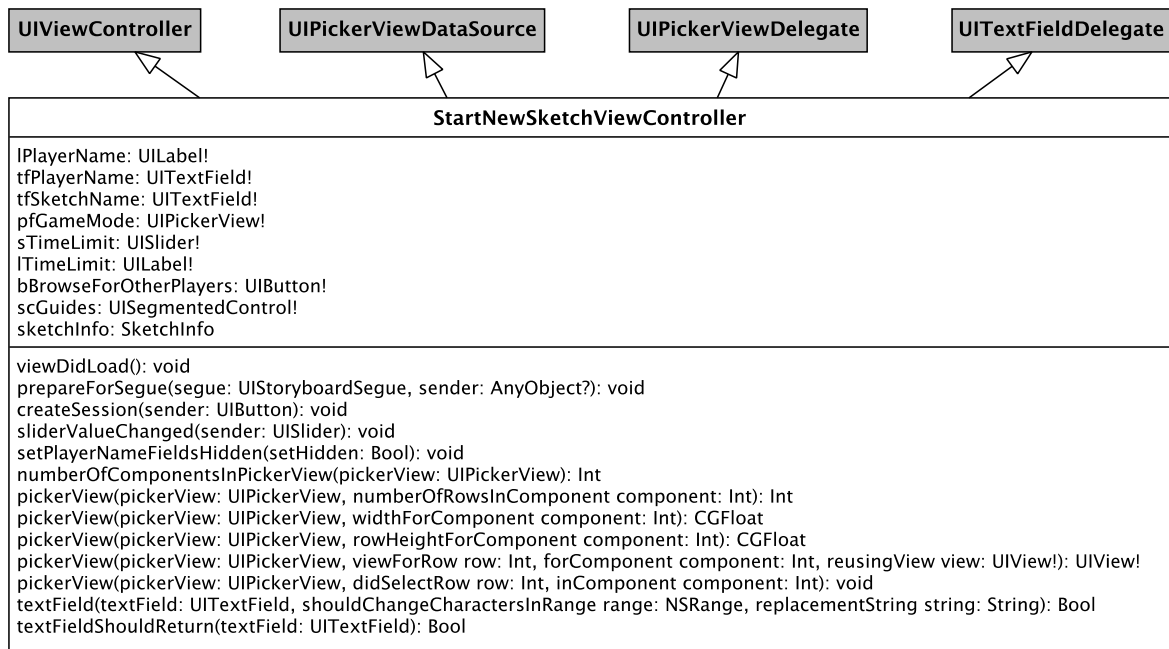 UIViewController
UIPickerViewDataSource
UIPickerViewDelegate
UITextFieldDelegate
StartNewSketchViewController
lPlayerName: UILabel!
tfPlayerName: UITextField!
tfSketchName: UITextField!
pfGameMode: UIPickerView!
sTimeLimit: UISlider!
lTimeLimit: UILabel!
bBrowseForOtherPlayers: UIButton!
scGuides: UISegmentedControl!
sketchInfo: SketchInfo
viewDidLoad(): void
prepareForSegue(segue: UIStoryboardSegue, sender: AnyObject?): void
createSession(sender: UIButton): void
sliderValueChanged(sender: UISlider): void
setPlayerNameFieldsHidden(setHidden: Bool): void
numberOfComponentsInPickerView(pickerView: UIPickerView): Int
pickerView(pickerView: UIPickerView, numberOfRowsInComponent component: Int): Int
pickerView(pickerView: UIPickerView, widthForComponent component: Int): CGFloat
pickerView(pickerView: UIPickerView, rowHeightForComponent component: Int): CGFloat
pickerView(pickerView: UIPickerView, viewForRow row: Int, forComponent component: Int, reusingView view: UIView!): UIView!
pickerView(pickerView: UIPickerView, didSelectRow row: Int, inComponent component: Int): void
textField(textField: UITextField, shouldChangeCharactersInRange range: NSRange, replacementString string: String): Bool
textFieldShouldReturn(textField: UITextField): Bool